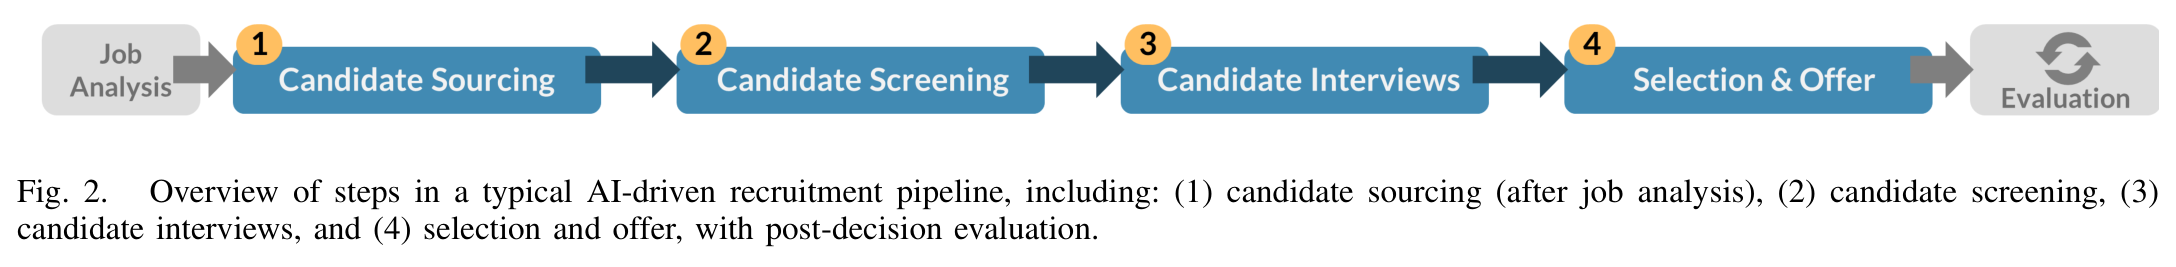 Job
Analysis
1
Candidate Sourcing
2
Candidate Screening
3
Candidate Interviews
4
Selection & Offer
Evaluation
Fig. 2. Overview of steps in a typical AI-driven recruitment pipeline, including: (1) candidate sourcing (after job analysis), (2) candidate screening, (3)
candidate interviews, and (4) selection and offer, with post-decision evaluation.